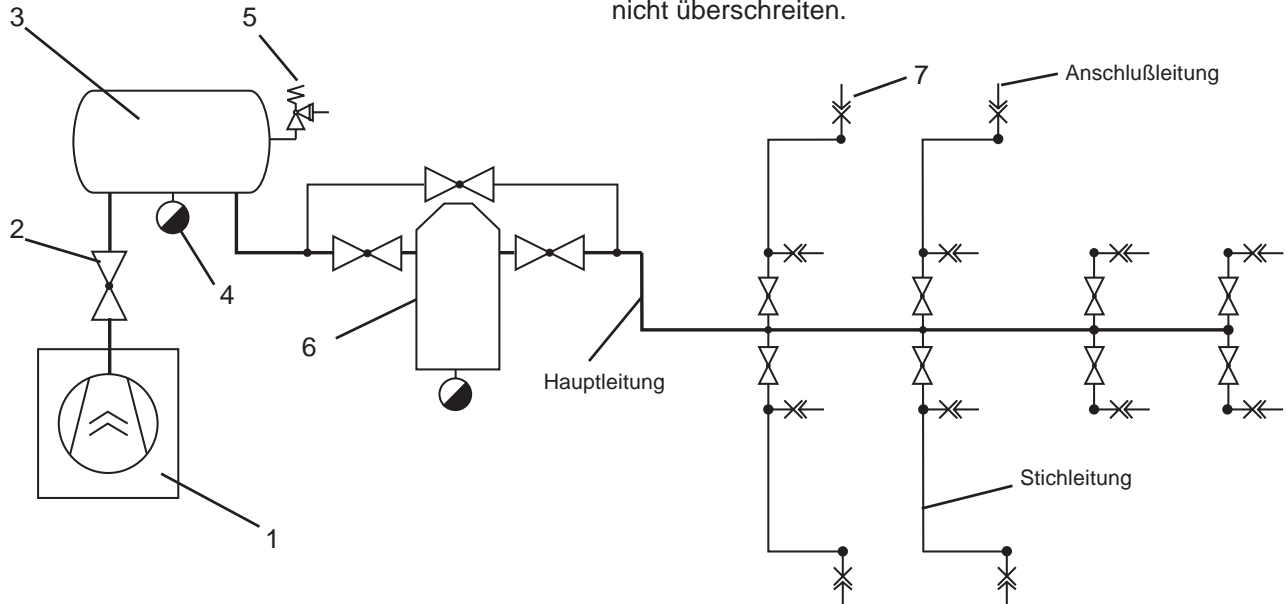 nicht überschreiten.
3
5
7
Anschlußleitung
2
4
6
Hauptleitung
Stichleitung
1